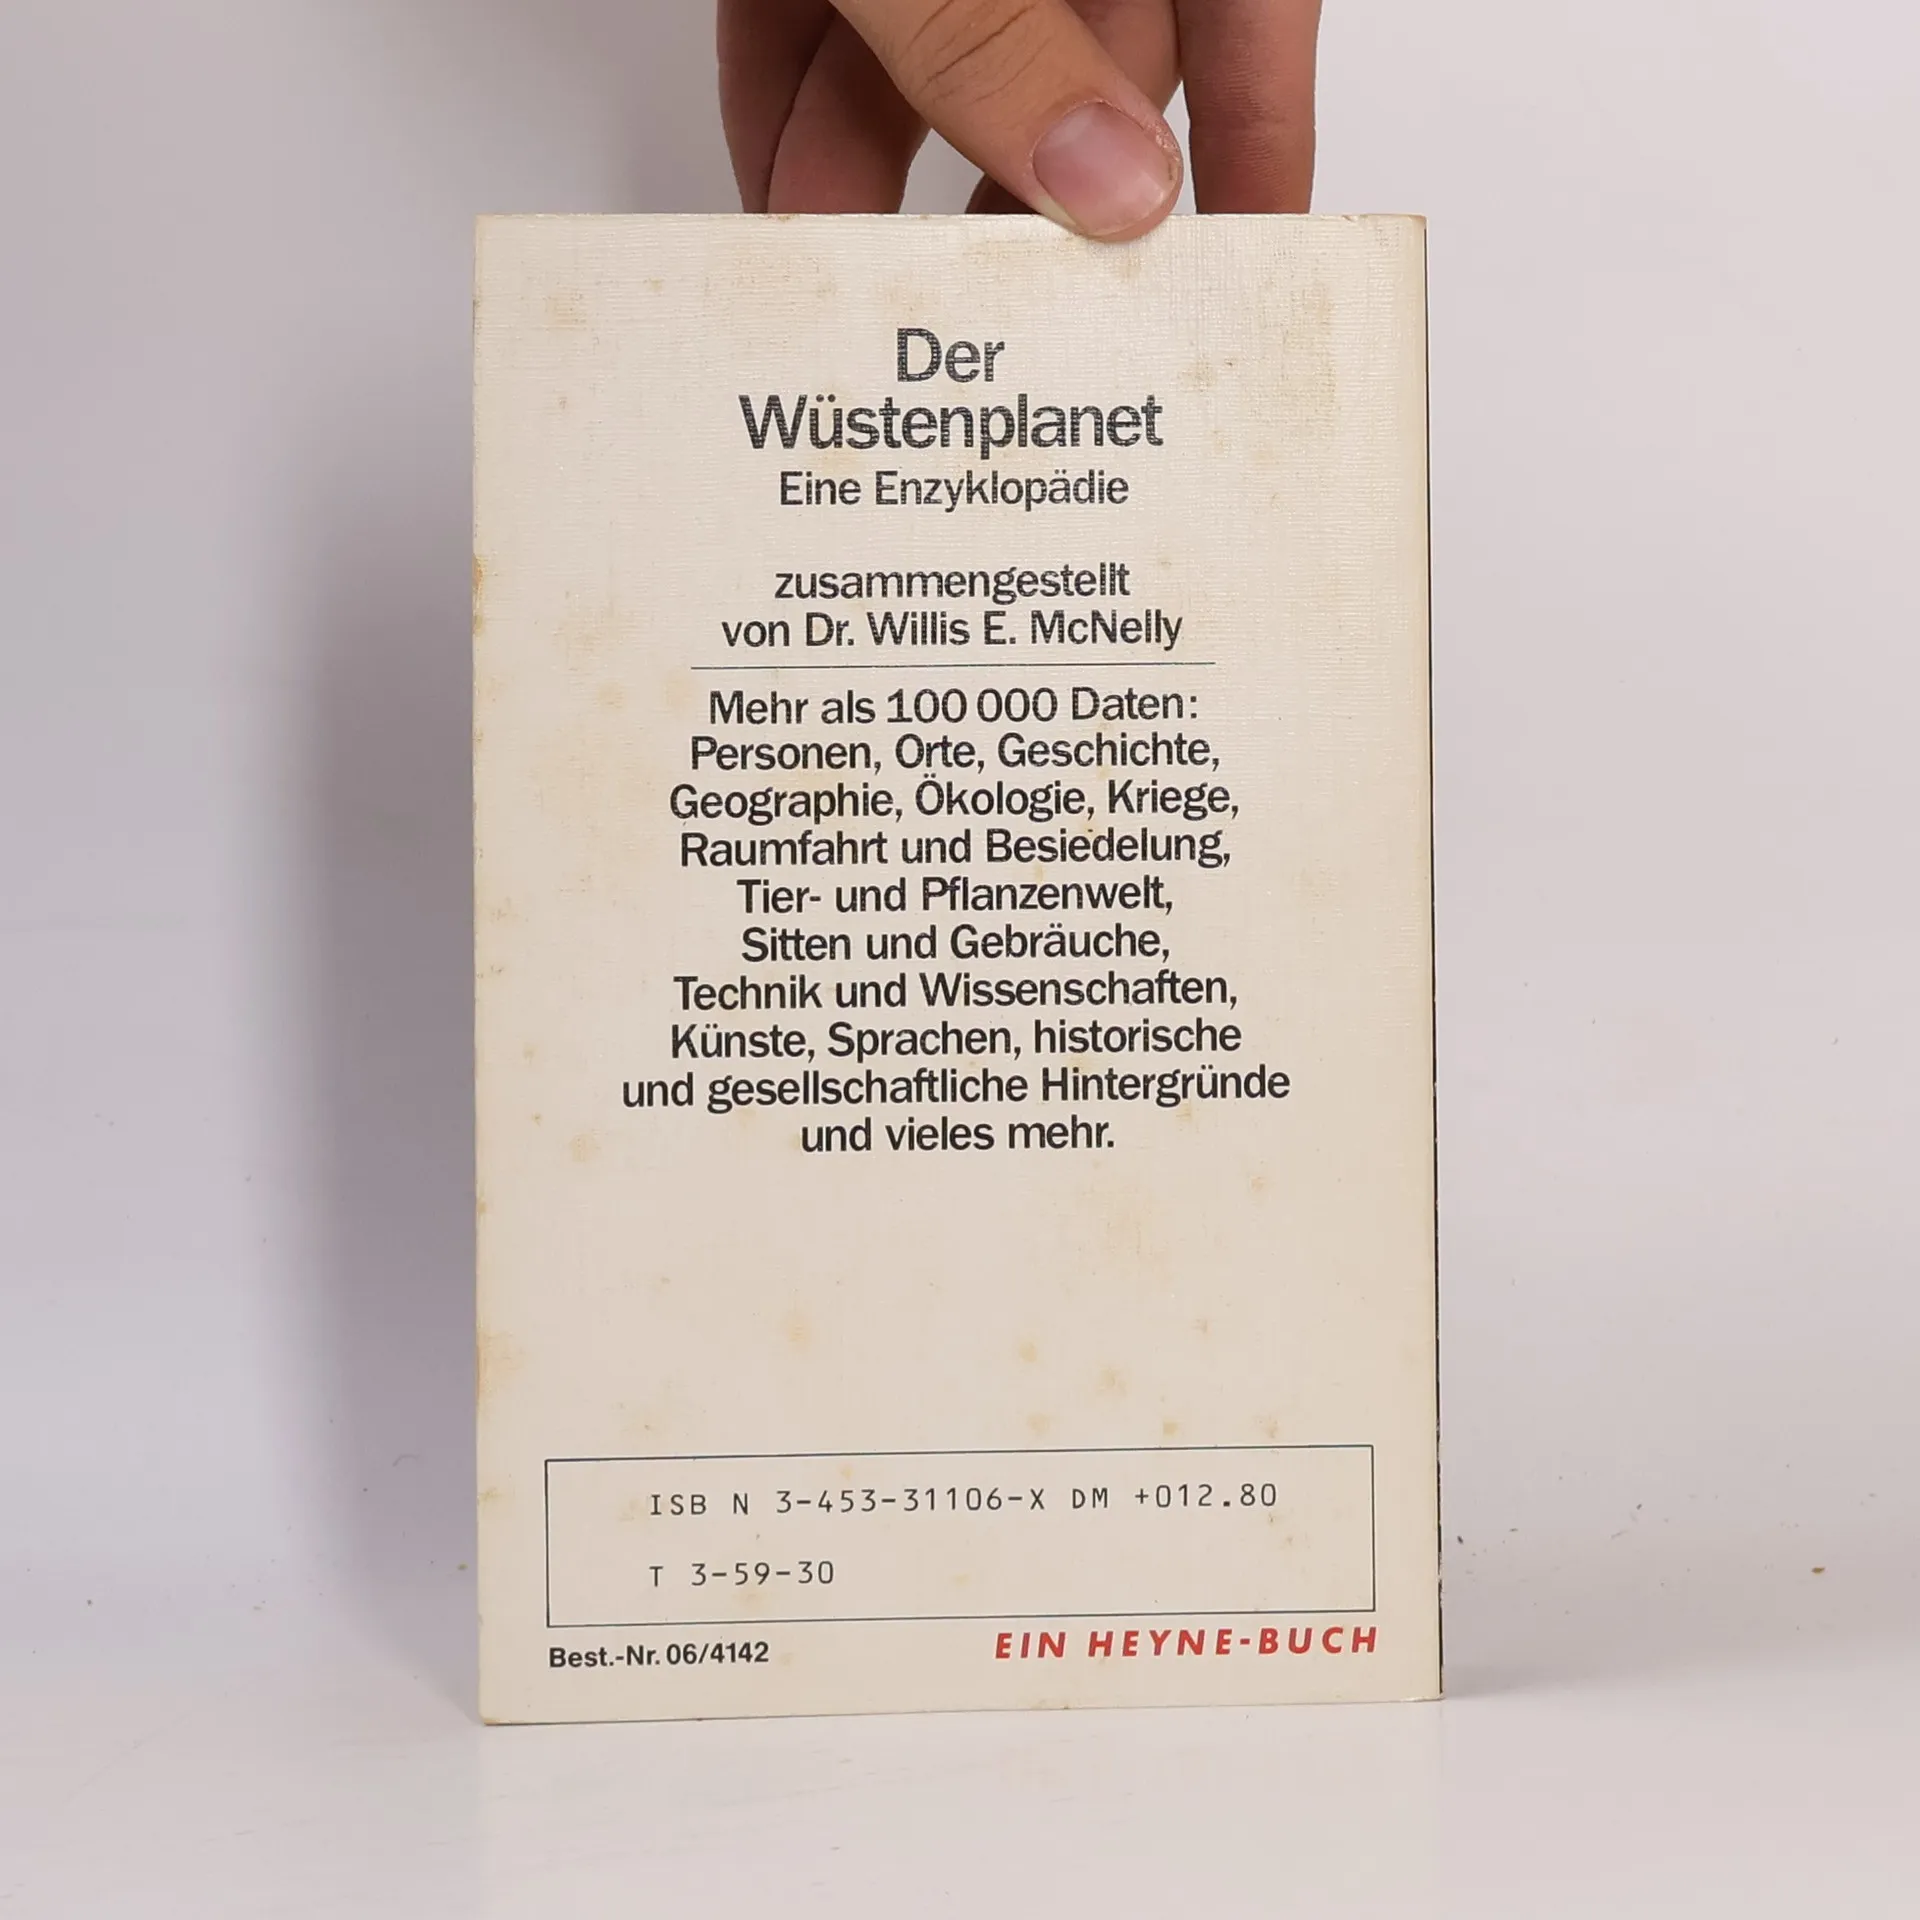 Der
Wüstenplanet
Eine Enzyklopädie
zusammengestellt
von Dr. Willis E. McNelly
Mehr als 100 000 Daten:
Personen, Orte, Geschichte,
Geographie, Ökologie, Kriege,
Raumfahrt und Besiedelung,
Tier- und Pflanzenwelt,
Sitten und Gebräuche,
Technik und Wissenschaften,
Künste, Sprachen, historische
und gesellschaftliche Hintergründe
und vieles mehr.
ISB N 3-453-31106-X DM +012.80
T 3-59-30
Best.-Nr. 06/4142
EIN HEYNE-BUCH